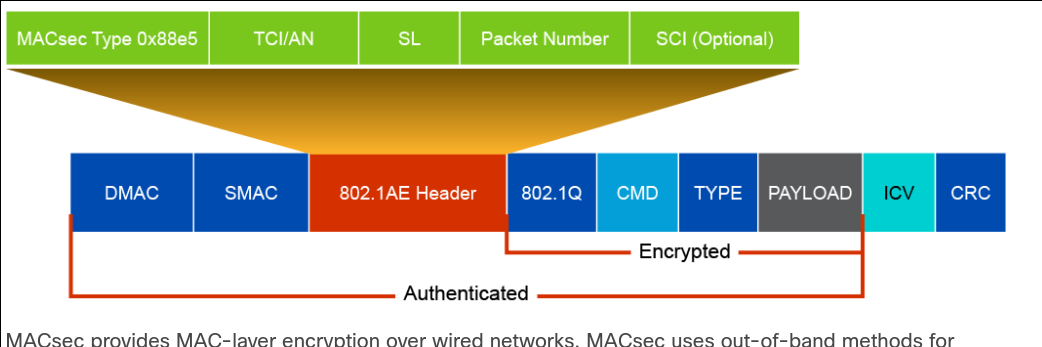 MACsec Type 0x88e5 TCI/AN SL Packet Number SCI (Optional)
DMAC SMAC 802.1AE Header 802.1Q CMD TYPE PAYLOAD ICV CRC
Encrypted
Authenticated
MACsec provides MAC-layer encryption over wired networks. MACsec uses out-of-band methods for